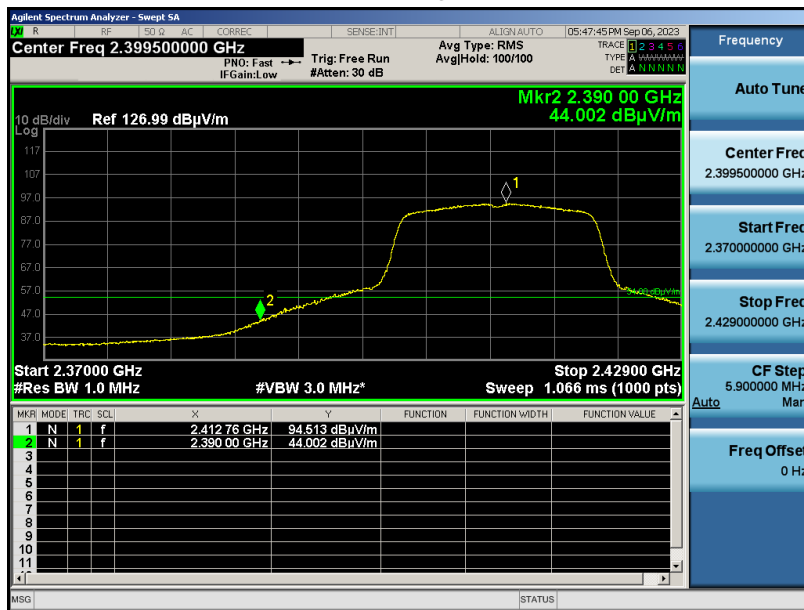 Agilent Spectrum Analyzer - Swept SA
LXI R RF 50 Ω AC CORREC SENSE:INT ALIGN AUTO 05:47:45 PM Sep 06, 2023
Center Freq 2.399500000 GHz
PNO: Fast
IFGain:Low
Trig: Free Run
#Atten: 30 dB
Avg Type: RMS
Avg|Hold: 100/100
TRACE 1 2 3 4 5 6
TYPE A WWWWW
DET A N N N N N
Mkr2 2.390 00 GHz
44.002 dBµV/m
10 dB/div Ref 126.99 dBµV/m
Log
117
107
97.0
87.0
77.0
67.0
57.0
47.0
37.0
1
2
54.00 dBµV/m
Start 2.37000 GHz Stop 2.42900 GHz
#Res BW 1.0 MHz #VBW 3.0 MHz* Sweep 1.066 ms (1000 pts)
MKR MODE TRC SCL X Y FUNCTION FUNCTION WIDTH FUNCTION VALUE
1 N 1 f 2.412 76 GHz 94.513 dBµV/m
2 N 1 f 2.390 00 GHz 44.002 dBµV/m
3
4
5
6
7
8
9
10
11
MSG STATUS
Frequency
Auto Tune
Center Freq
2.399500000 GHz
Start Freq
2.370000000 GHz
Stop Freq
2.429000000 GHz
CF Step
5.900000 MHz
Auto Man
Freq Offset
0 Hz